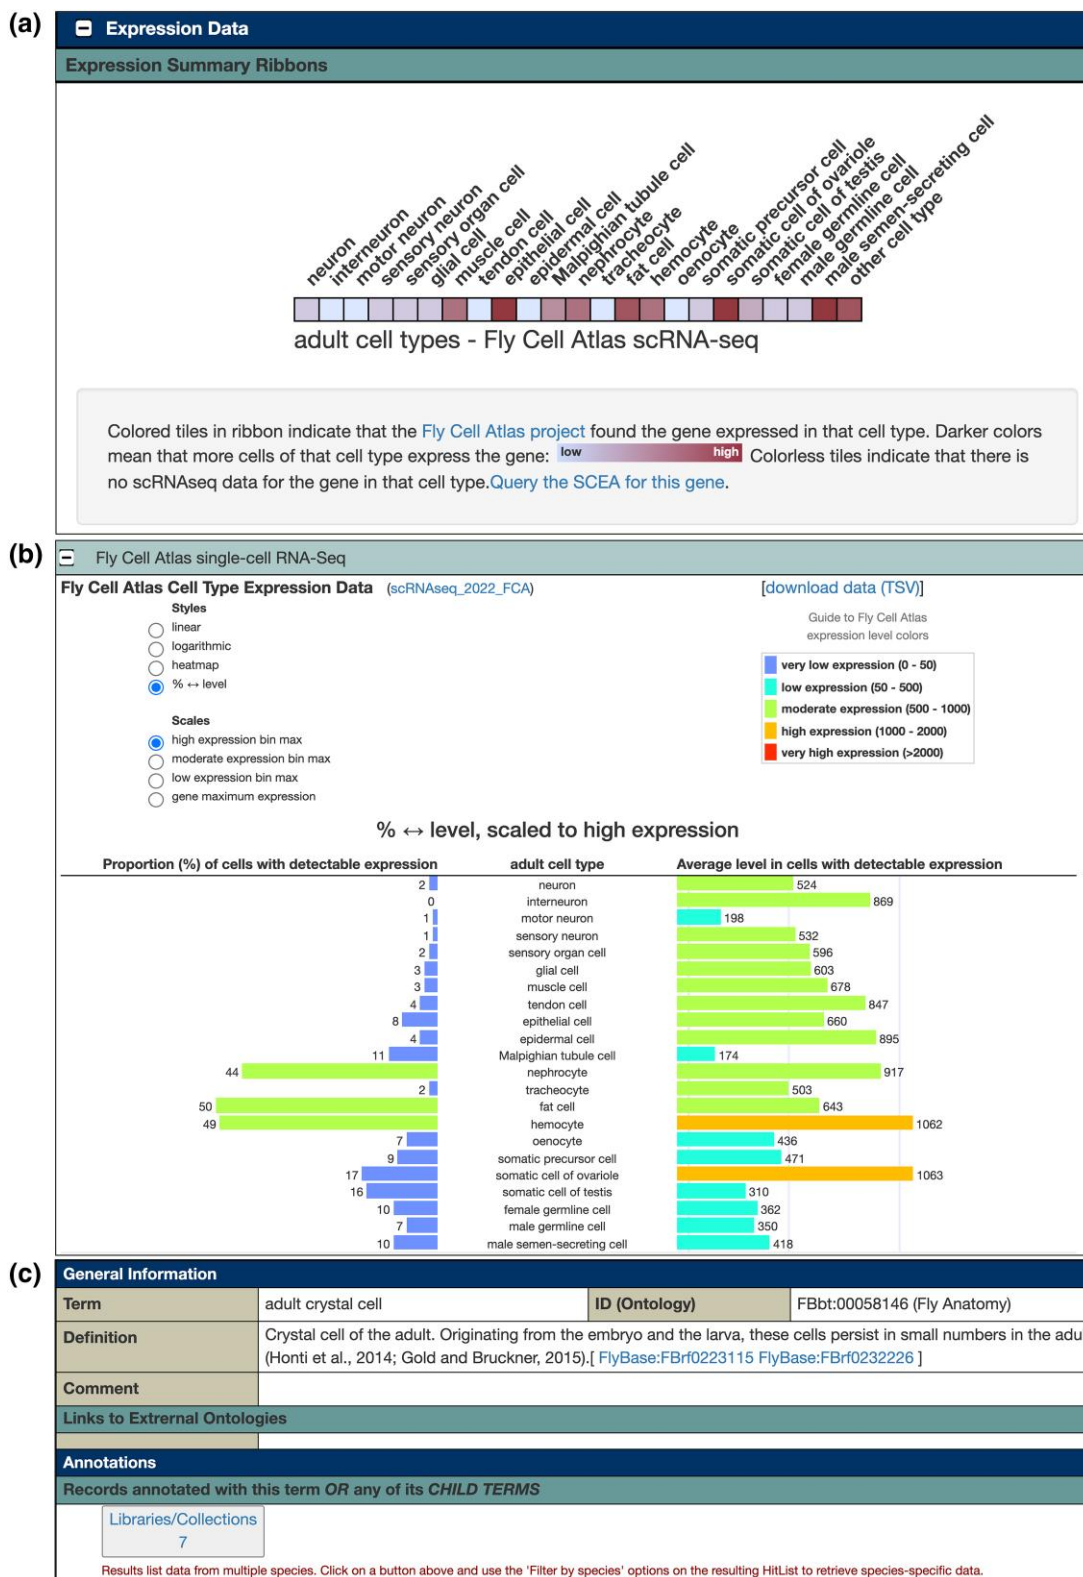 (a)
Expression Data
Expression Summary Ribbons
neuron
interneuron
motor neuron
sensory neuron
sensory organ cell
glial cell
muscle cell
tendon cell
epithelial cell
epidermal cell
Malpighian tubule cell
nephrocyte
tracheocyte
fat cell
hemocyte
oenocyte
somatic precursor cell
somatic cell of ovariole
somatic cell of testis
female germline cell
male germline cell
male semen-secreting cell
other cell type
adult cell types - Fly Cell Atlas scRNA-seq
Colored tiles in ribbon indicate that the Fly Cell Atlas project found the gene expressed in that cell type. Darker colors
mean that more cells of that cell type express the gene: low high Colorless tiles indicate that there is
no scRNAseq data for the gene in that cell type.Query the SCEA for this gene.
(b)
Fly Cell Atlas single-cell RNA-Seq
Fly Cell Atlas Cell Type Expression Data (scRNAseq_2022_FCA) [download data (TSV)]
Styles
linear
logarithmic
heatmap
% ↔ level
Scales
high expression bin max
moderate expression bin max
low expression bin max
gene maximum expression
Guide to Fly Cell Atlas
expression level colors
very low expression (0 - 50)
low expression (50 - 500)
moderate expression (500 - 1000)
high expression (1000 - 2000)
very high expression (>2000)
% ↔ level, scaled to high expression
Proportion (%) of cells with detectable expression adult cell type Average level in cells with detectable expression
2 neuron 524
0 interneuron 869
1 motor neuron 198
1 sensory neuron 532
2 sensory organ cell 596
3 glial cell 603
3 muscle cell 678
4 tendon cell 847
8 epithelial cell 660
4 epidermal cell 895
11 Malpighian tubule cell 174
44 nephrocyte 917
2 tracheocyte 503
50 fat cell 643
49 hemocyte 1062
7 oenocyte 436
9 somatic precursor cell 471
17 somatic cell of ovariole 1063
16 somatic cell of testis 310
10 female germline cell 362
7 male germline cell 350
10 male semen-secreting cell 418
(c)
General Information
Term adult crystal cell ID (Ontology) FBbt:00058146 (Fly Anatomy)
Definition Crystal cell of the adult. Originating from the embryo and the larva, these cells persist in small numbers in the adu
(Honti et al., 2014; Gold and Bruckner, 2015).[ FlyBase:FBrf0223115 FlyBase:FBrf0232226 ]
Comment
Links to Extrernal Ontologies
Annotations
Records annotated with this term OR any of its CHILD TERMS
Libraries/Collections
7
Results list data from multiple species. Click on a button above and use the 'Filter by species' options on the resulting HitList to retrieve species-specific data.